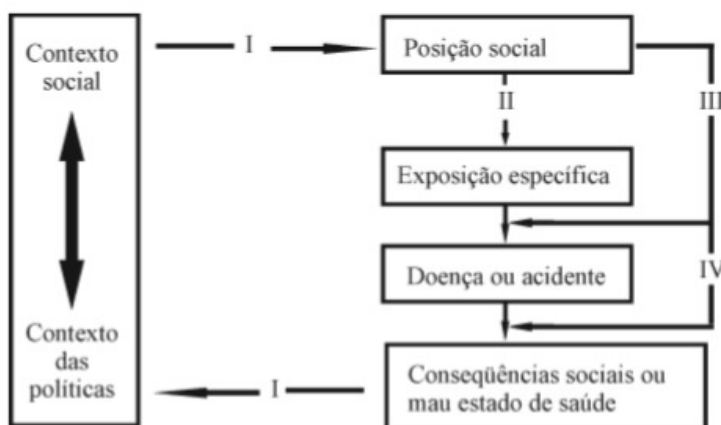 Contexto
social
I
Posição social
II
III
Exposição específica
Doença ou acidente
IV
Contexto
das
políticas
I
Conseqüências sociais ou
mau estado de saúde